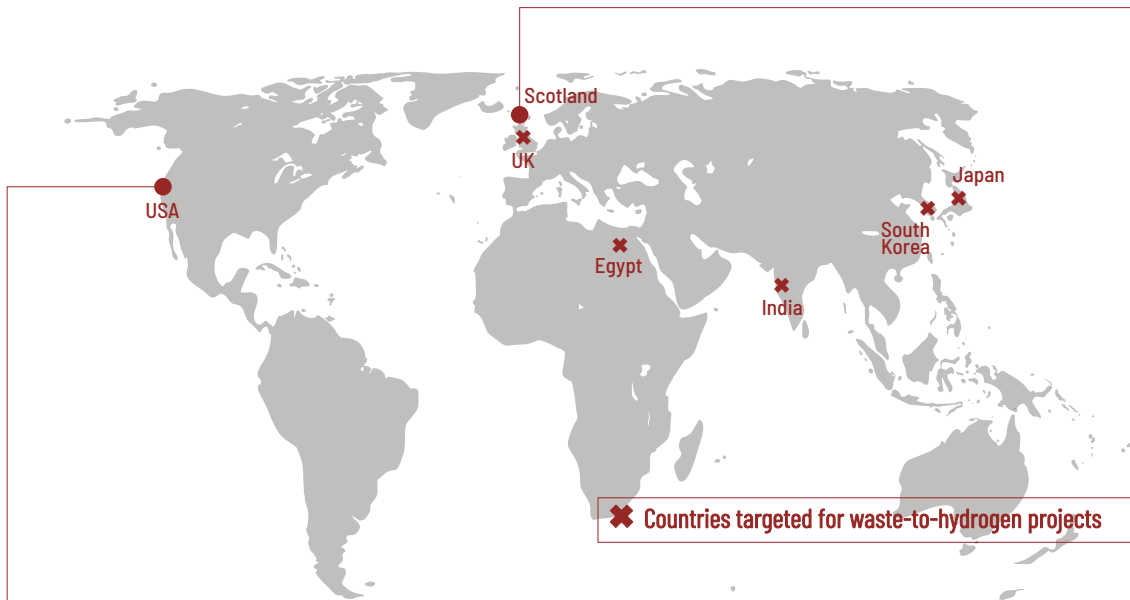 Scotland
UK
USA
Japan
South
Korea
Egypt
India
Countries targeted for waste-to-hydrogen projects